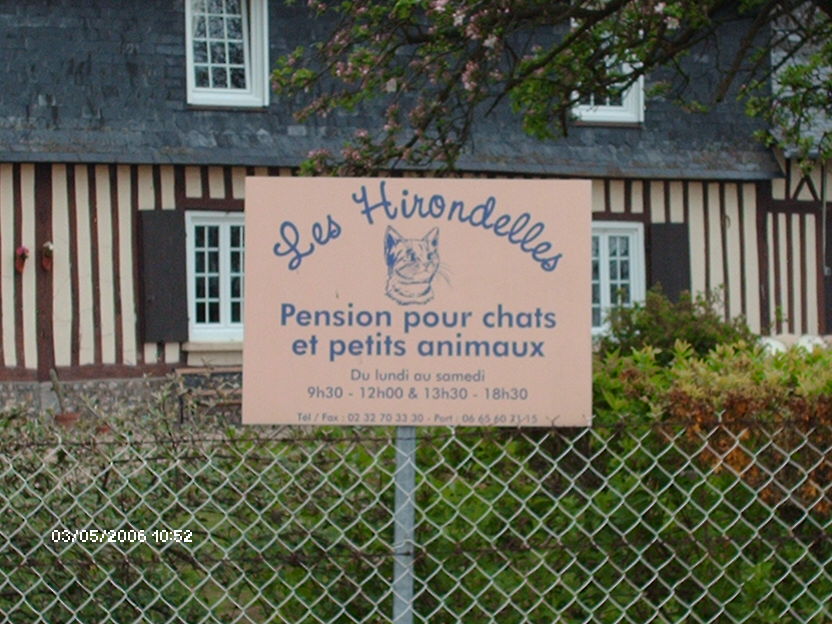 Les Hirondelles
Pension pour chats
et petits animaux
Du lundi au samedi
9h30 - 12h00 & 13h30 - 18h30
Tél / Fax : 02 32 70 33 30 - Port : 06 65 60 71 15
03/05/2006 10:52